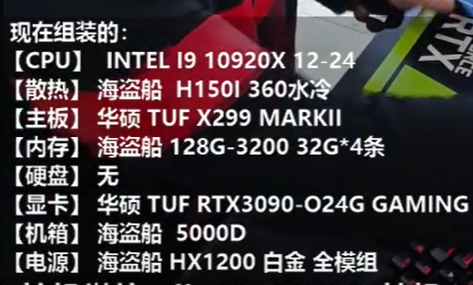 现在组装的：
【CPU】 INTEL I9 10920X 12-24
【散热】 海盗船 H150I 360水冷
【主板】 华硕 TUF X299 MARKII
【内存】 海盗船 128G-3200 32G*4条
【硬盘】 无
【显卡】 华硕 TUF RTX3090-O24G GAMING
【机箱】 海盗船 5000D
【电源】 海盗船 HX1200 白金 全模组
RTX